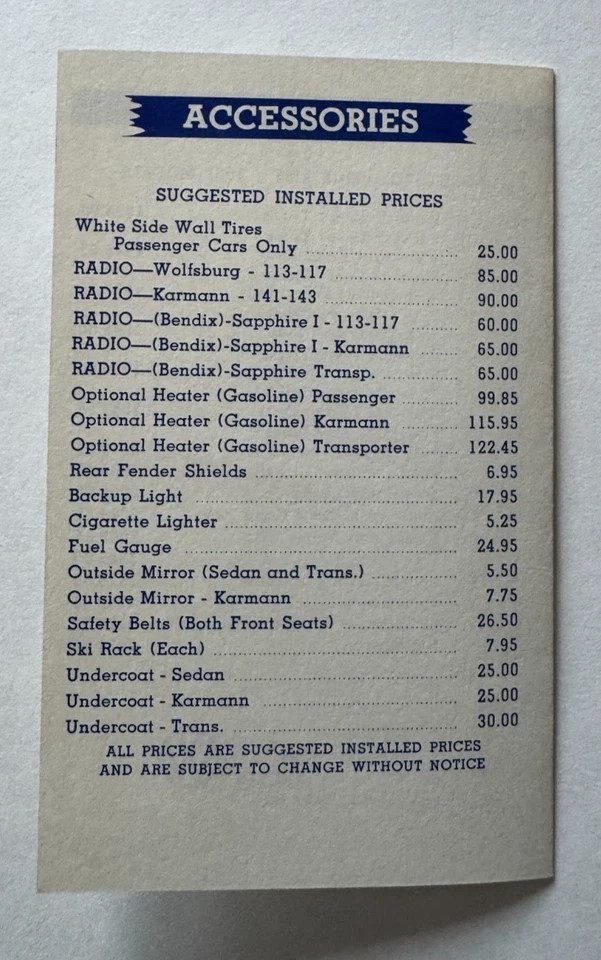 ACCESSORIES
SUGGESTED INSTALLED PRICES
White Side Wall Tires
Passenger Cars Only 25.00
RADIO—Wolfsburg - 113-117 85.00
RADIO—Karmann - 141-143 90.00
RADIO—(Bendix)-Sapphire I - 113-117 60.00
RADIO—(Bendix)-Sapphire I - Karmann 65.00
RADIO—(Bendix)-Sapphire Transp. 65.00
Optional Heater (Gasoline) Passenger 99.85
Optional Heater (Gasoline) Karmann 115.95
Optional Heater (Gasoline) Transporter 122.45
Rear Fender Shields 6.95
Backup Light 17.95
Cigarette Lighter 5.25
Fuel Gauge 24.95
Outside Mirror (Sedan and Trans.) 5.50
Outside Mirror - Karmann 7.75
Safety Belts (Both Front Seats) 26.50
Ski Rack (Each) 7.95
Undercoat - Sedan 25.00
Undercoat - Karmann 25.00
Undercoat - Trans. 30.00
ALL PRICES ARE SUGGESTED INSTALLED PRICES
AND ARE SUBJECT TO CHANGE WITHOUT NOTICE